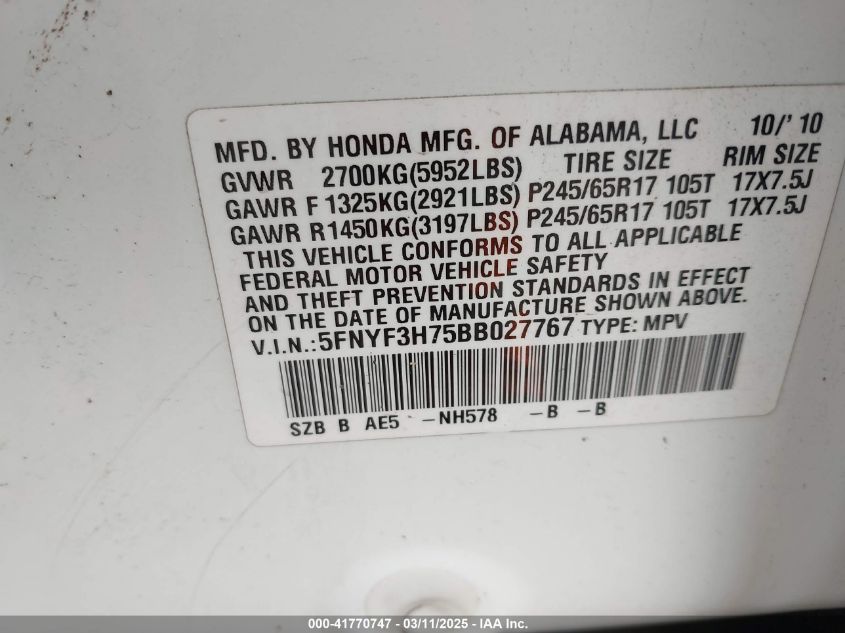 MFD. BY HONDA MFG. OF ALABAMA, LLC 10/'10
GVWR 2700KG(5952LBS) TIRE SIZE RIM SIZE
GAWR F 1325KG(2921LBS) P245/65R17 105T 17X7.5J
GAWR R1450KG(3197LBS) P245/65R17 105T 17X7.5J
THIS VEHICLE CONFORMS TO ALL APPLICABLE
FEDERAL MOTOR VEHICLE SAFETY
AND THEFT PREVENTION STANDARDS IN EFFECT
ON THE DATE OF MANUFACTURE SHOWN ABOVE.
V.I.N.:5FNYF3H75BB027767 TYPE: MPV
SZB B AE5 -NH578 -B -B
000-41770747 - 03/11/2025 - IAA Inc.